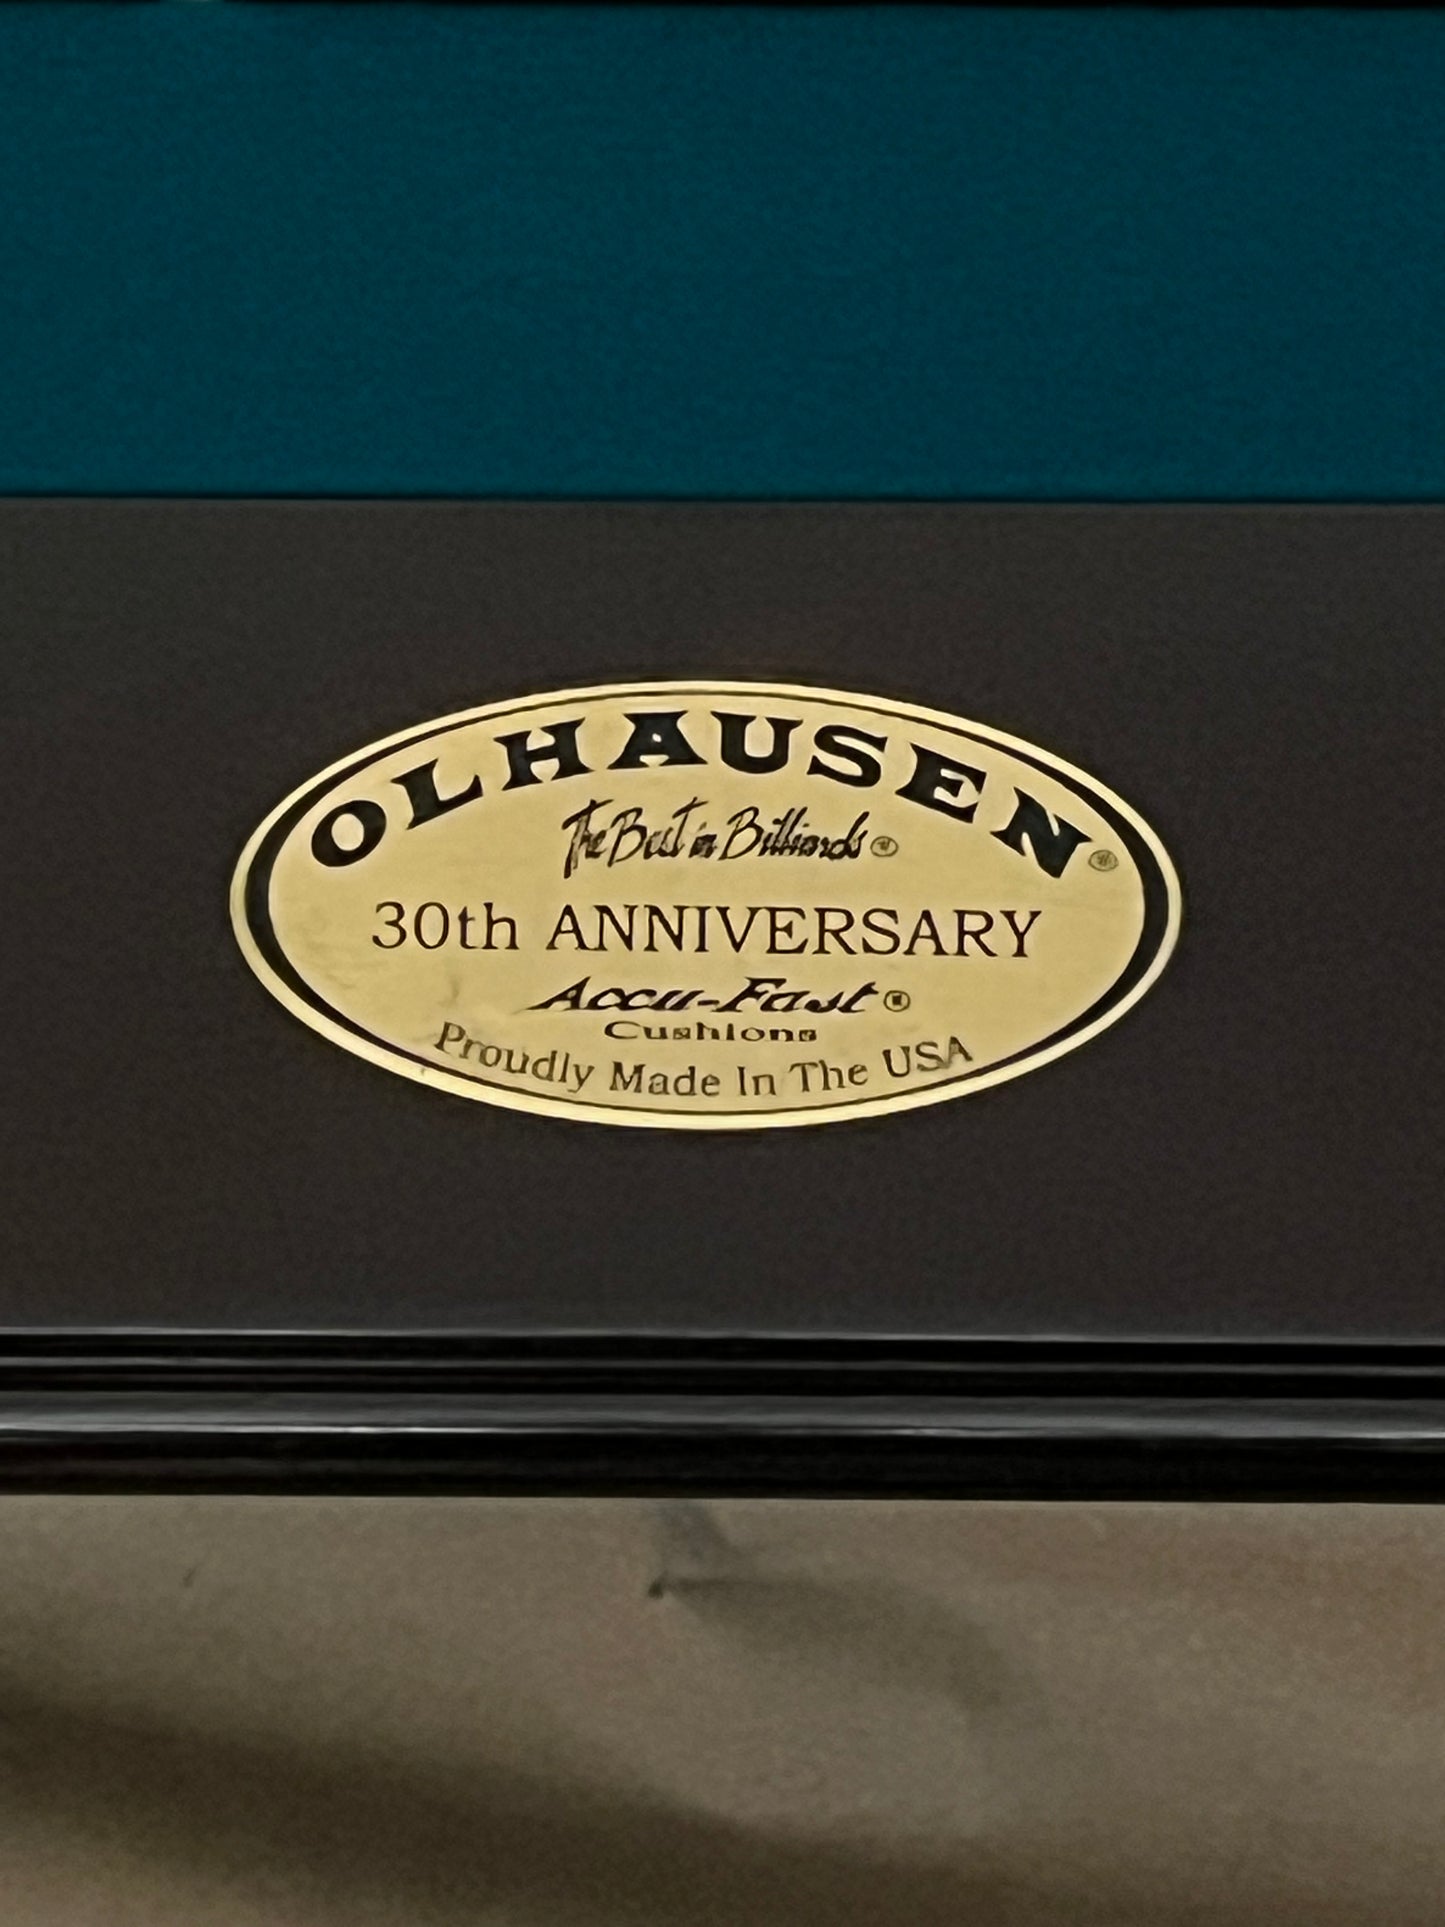 OLHAUSEN®
The Best in Billiards®
30th ANNIVERSARY
Accu-Fast®
Cushions
Proudly Made In The USA